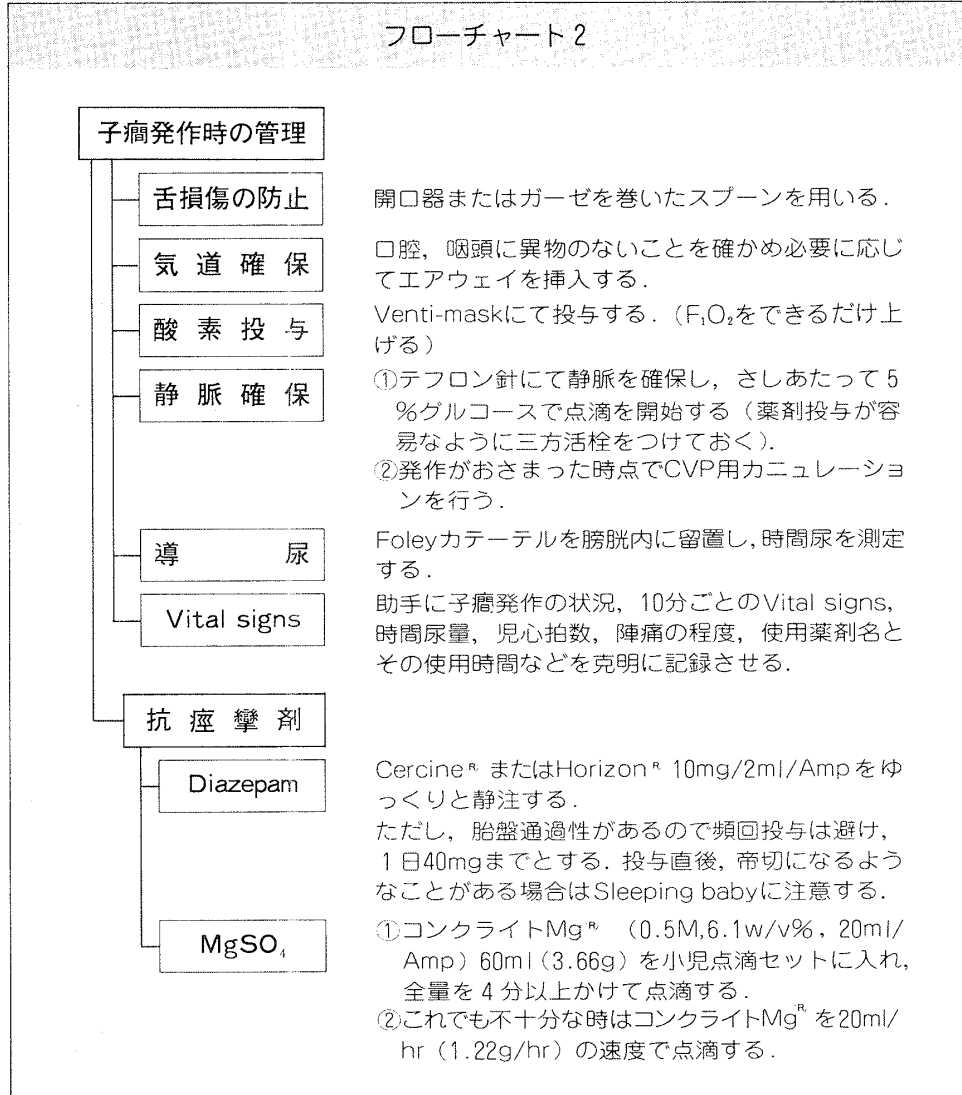 フローチャート2
子癇発作時の管理
舌損傷の防止
開口器またはガーゼを巻いたスプーンを用いる.
気道確保
口腔,咽頭に異物のないことを確かめ必要に応じ
てエアウェイを挿入する.
酸素投与
Venti-maskにて投与する.(F₁O₂をできるだけ上
げる)
静脈確保
①テフロン針にて静脈を確保し,さしあたって5
%グルコースで点滴を開始する(薬剤投与が容
易なように三方活栓をつけておく).
②発作がおさまった時点でCVP用カニュレーショ
ンを行う.
導尿
Foleyカテーテルを膀胱内に留置し,時間尿を測定
する.
Vital signs
助手に子癇発作の状況,10分ごとのVital signs,
時間尿量,児心拍数,陣痛の程度,使用薬剤名と
その使用時間などを克明に記録させる.
抗痙攣剤
Diazepam
Cercine® またはHorizon® 10mg/2ml/Ampをゆ
っくりと静注する.
ただし,胎盤通過性があるので頻回投与は避け,
1日40mgまでとする.投与直後,帝切になるよう
なことがある場合はSleeping babyに注意する.
MgSO₄
①コンクライトMg® (0.5M,6.1w/v%,20ml/
Amp)60ml(3.66g)を小児点滴セットに入れ,
全量を4分以上かけて点滴する.
②これでも不十分な時はコンクライトMg®を20ml/
hr(1.22g/hr)の速度で点滴する.